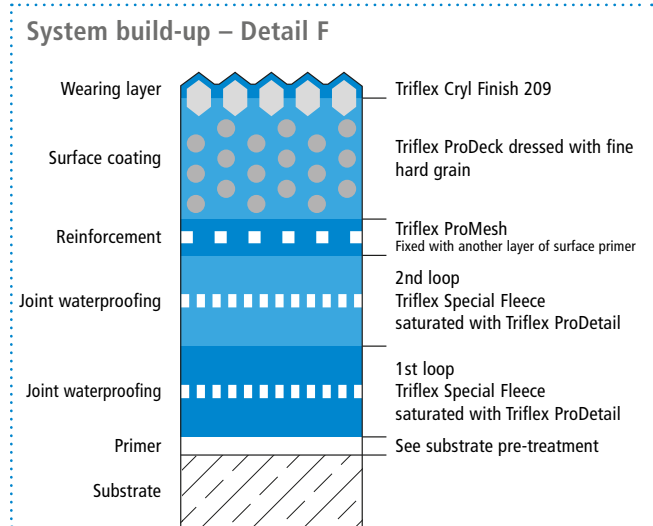 System build-up – Detail F
Wearing layer
Triflex Cryl Finish 209
Surface coating
Triflex ProDeck dressed with fine
hard grain
Reinforcement
Triflex ProMesh
Fixed with another layer of surface primer
Joint waterproofing
2nd loop
Triflex Special Fleece
saturated with Triflex ProDetail
Joint waterproofing
1st loop
Triflex Special Fleece
saturated with Triflex ProDetail
Primer
See substrate pre-treatment
Substrate